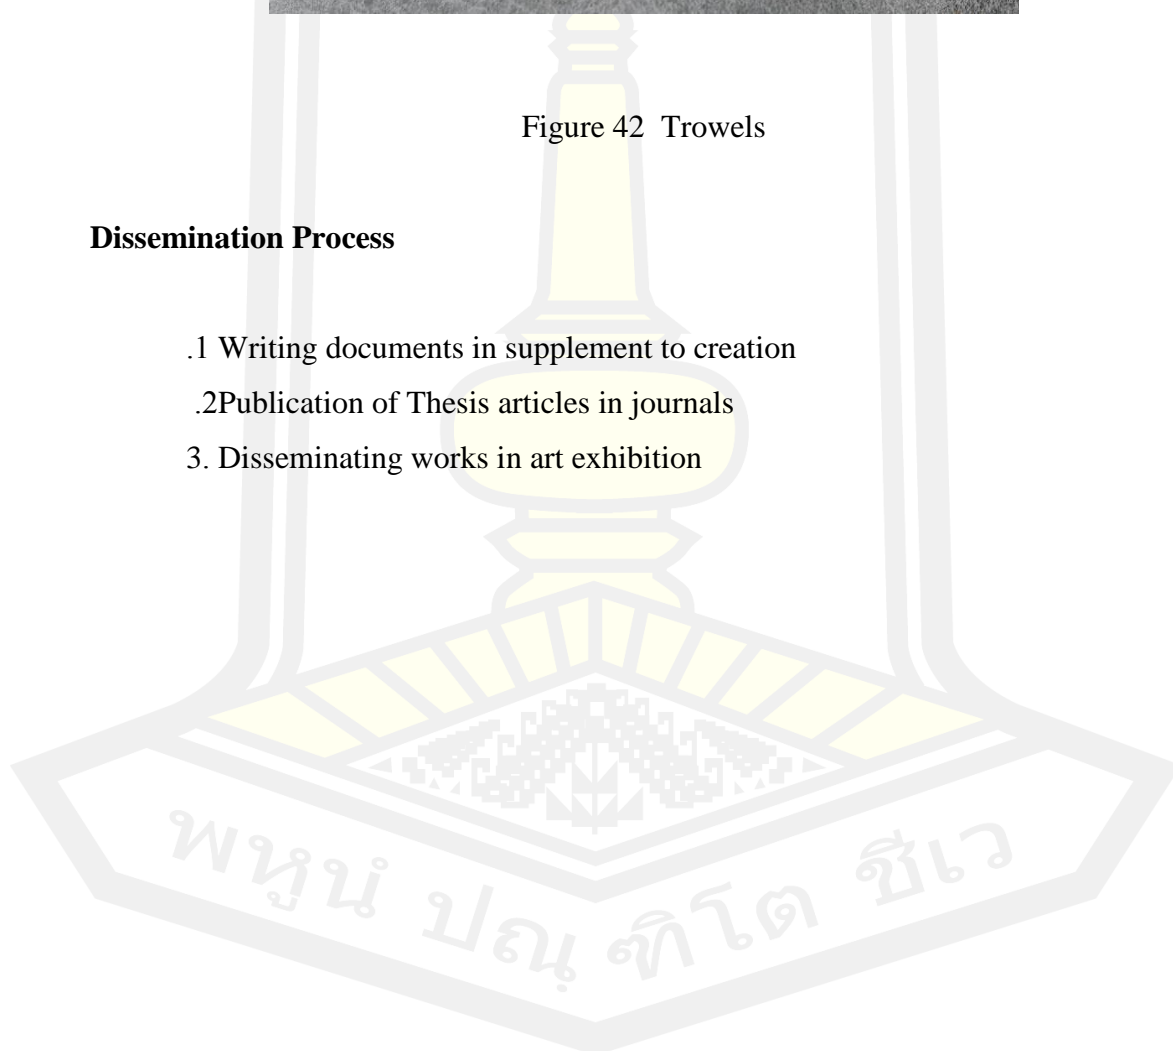 Figure 42 Trowels
Dissemination Process
.1 Writing documents in supplement to creation
.2Publication of Thesis articles in journals
3. Disseminating works in art exhibition
พหูนํ ปณฺฑิโต ชีเว